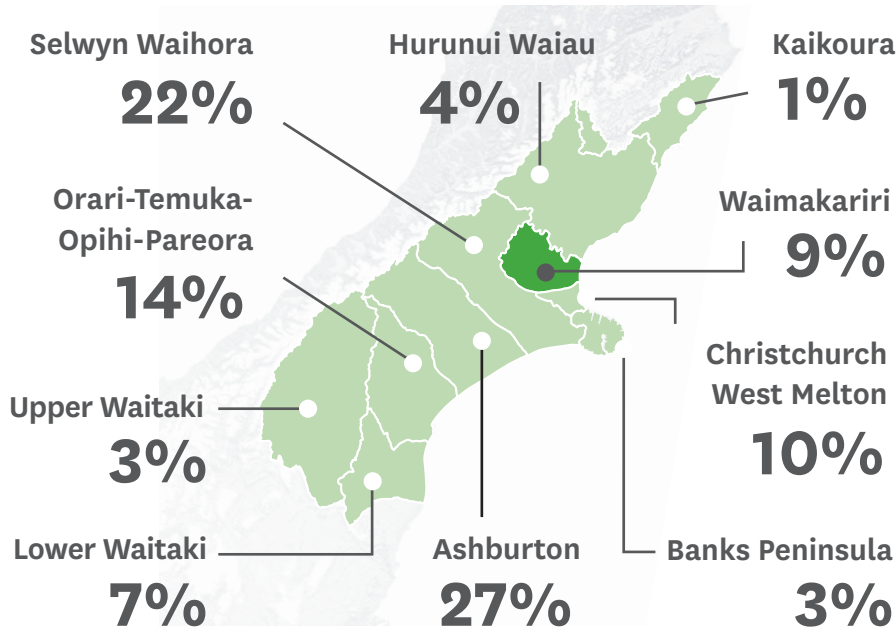 Selwyn Waihora
22%
Hurunui Waiau
4%
Kaikoura
1%
Orari-Temuka-
Opihi-Pareora
14%
Waimakariri
9%
Christchurch
West Melton
10%
Upper Waitaki
3%
Lower Waitaki
7%
Ashburton
27%
Banks Peninsula
3%